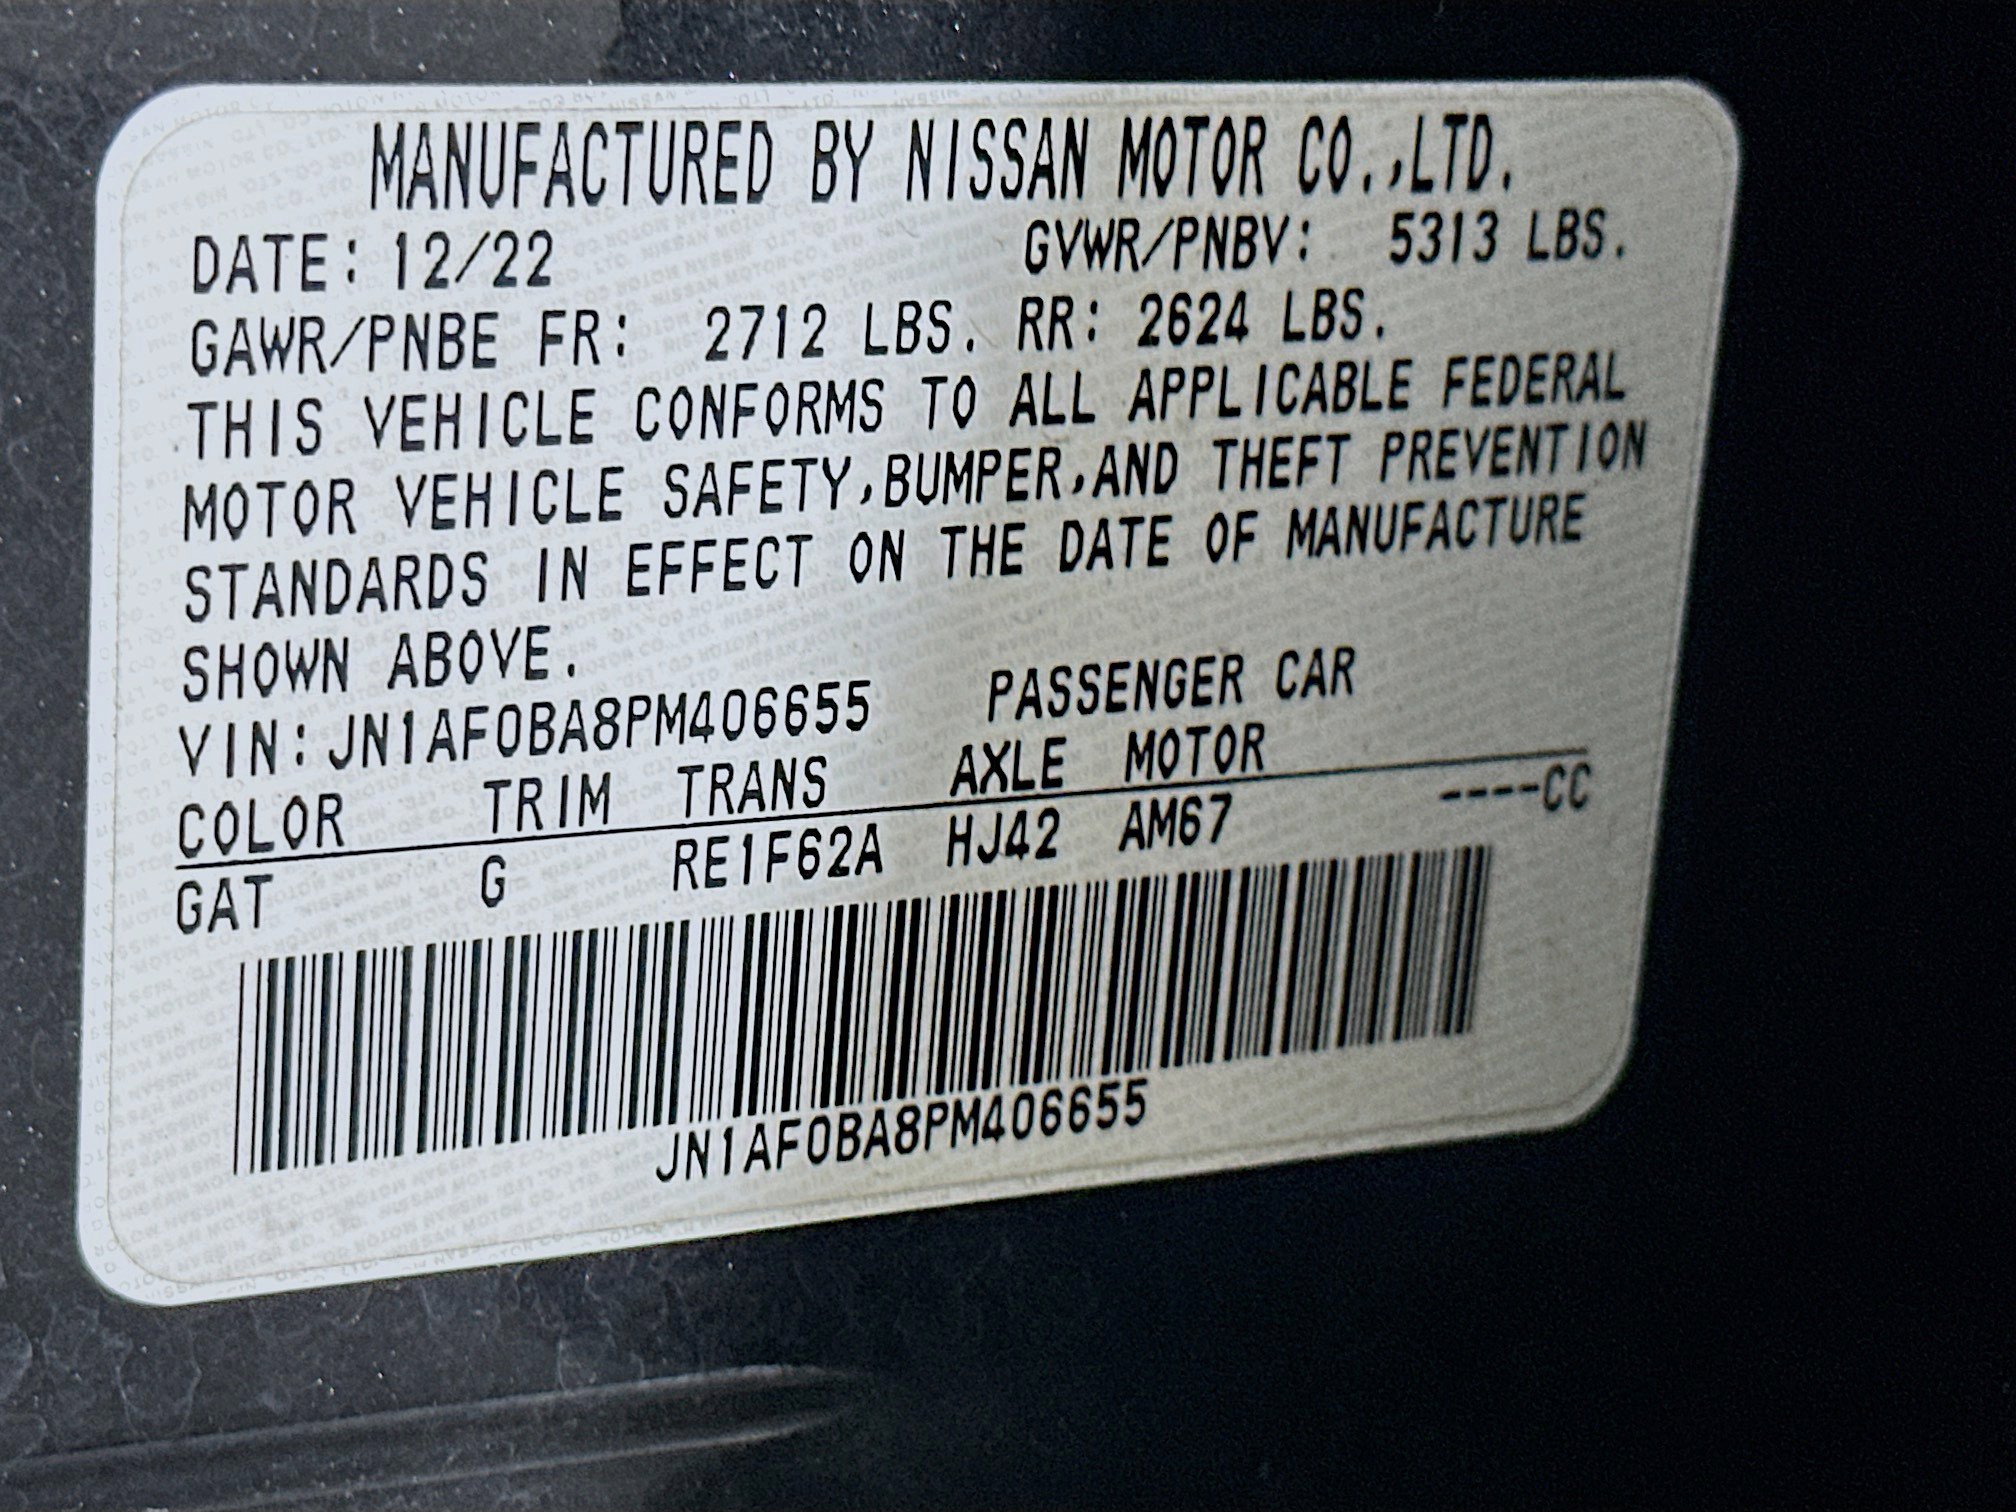 MANUFACTURED BY NISSAN MOTOR CO.,LTD.
DATE: 12/22 GVWR/PNBV: 5313 LBS.
GAWR/PNBE FR: 2712 LBS. RR: 2624 LBS.
THIS VEHICLE CONFORMS TO ALL APPLICABLE FEDERAL
MOTOR VEHICLE SAFETY,BUMPER,AND THEFT PREVENTION
STANDARDS IN EFFECT ON THE DATE OF MANUFACTURE
SHOWN ABOVE.
VIN:JN1AF0BA8PM406655 PASSENGER CAR
COLOR TRIM TRANS AXLE MOTOR
GAT G RE1F62A HJ42 AM67 ----CC
JN1AF0BA8PM406655